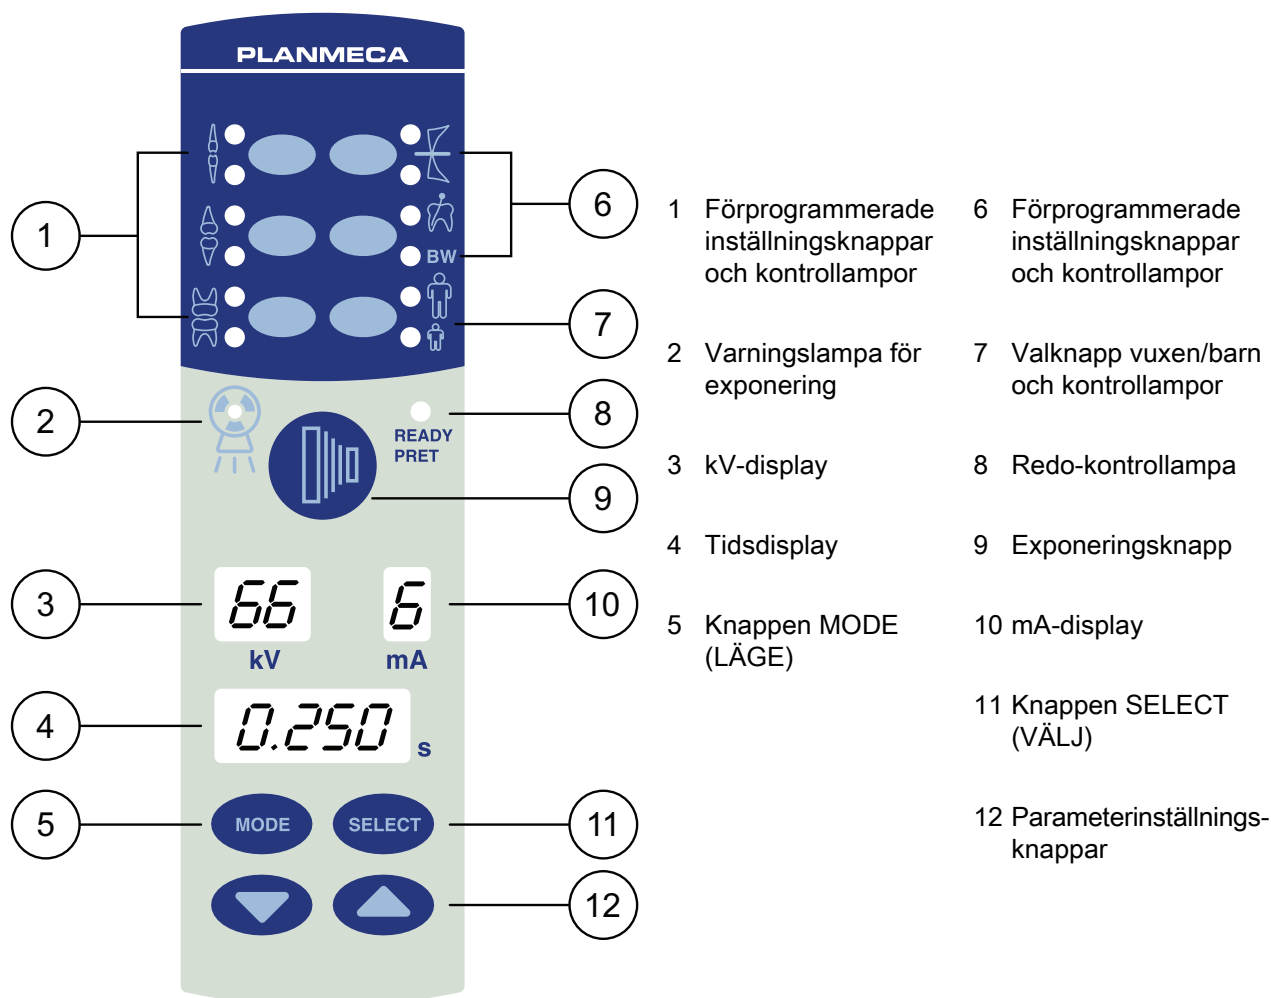 PLANMECA
BW
READY
PRET
66
6
kV
mA
0.250
s
MODE
SELECT
1
2
3
4
5
6
7
8
9
10
11
12
1 Förprogrammerade
inställningsknappar
och kontrollampor
2 Varningslampa för
exponering
3 kV-display
4 Tidsdisplay
5 Knappen MODE
(LÄGE)
6 Förprogrammerade
inställningsknappar
och kontrollampor
7 Valknapp vuxen/barn
och kontrollampor
8 Redo-kontrollampa
9 Exponeringsknapp
10 mA-display
11 Knappen SELECT
(VÄLJ)
12 Parameterinställnings-
knappar